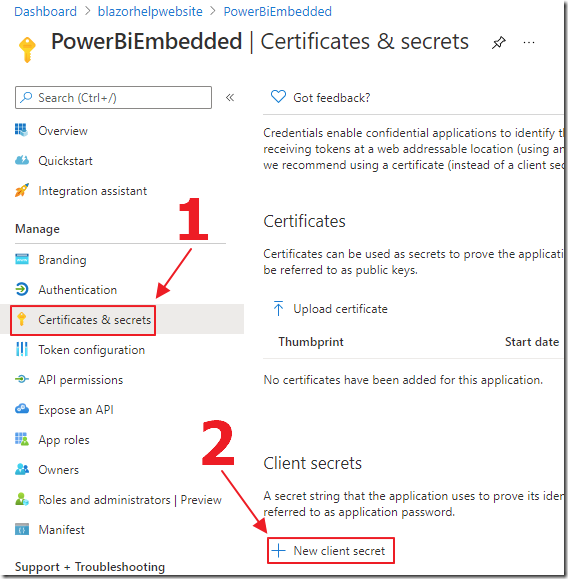 Dashboard > blazorhelpwebsite > PowerBiEmbedded
PowerBiEmbedded | Certificates & secrets
Search (Ctrl+/)
«
Overview
Quickstart
Integration assistant
Manage
Branding
Authentication
Certificates & secrets
Token configuration
API permissions
Expose an API
App roles
Owners
Roles and administrators | Preview
Manifest
Support + Troubleshooting
1
Got feedback?
Credentials enable confidential applications to identify
receiving tokens at a web addressable location (using an
we recommend using a certificate (instead of a client
Certificates
Certificates can be used as secrets to prove the
be referred to as public keys.
Upload certificate
Thumbprint Start date
No certificates have been added for this application.
2
Client secrets
A secret string that the application uses to prove its
referred to as application password.
New client secret